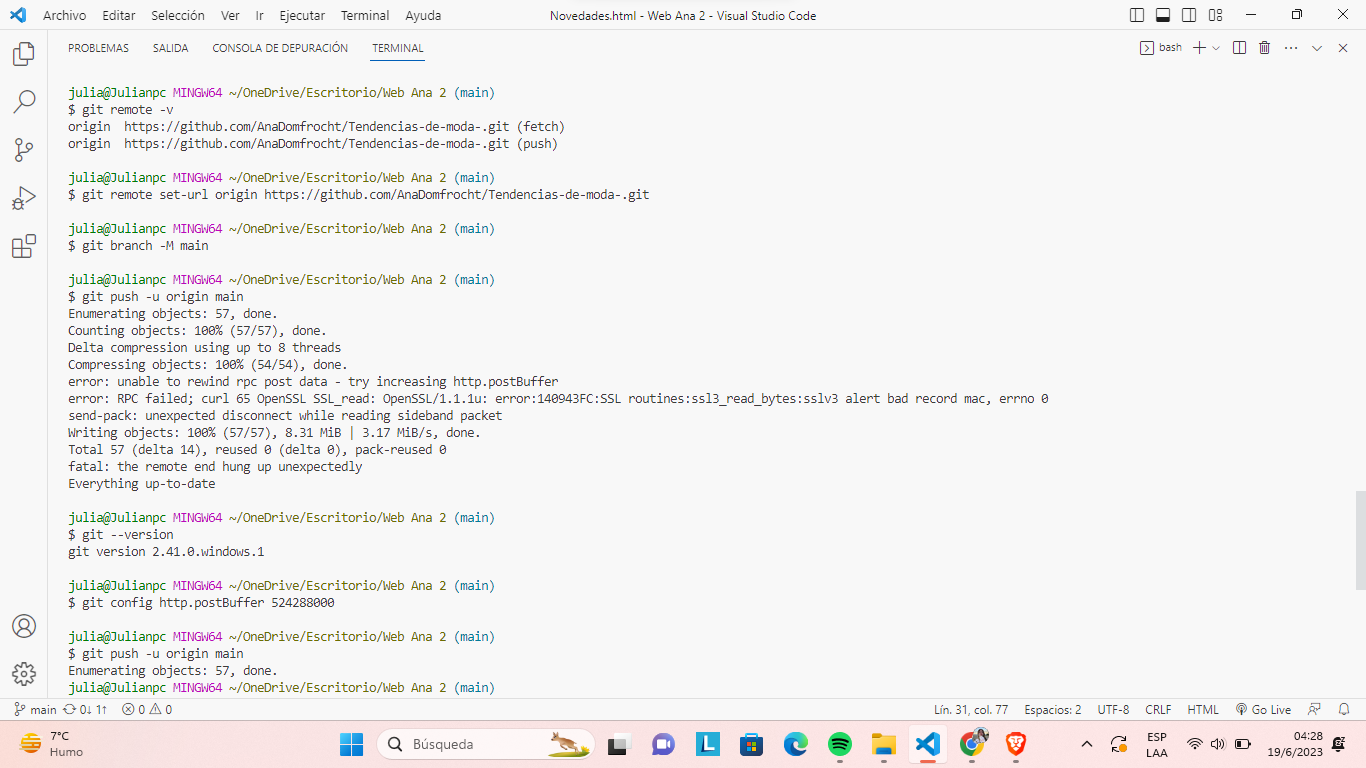 Archivo Editar Selección Ver Ir Ejecutar Terminal Ayuda Novedades.html - Web Ana 2 - Visual Studio Code
PROBLEMAS SALIDA CONSOLA DE DEPURACIÓN TERMINAL bash
julia@Julianpc MINGW64 ~/OneDrive/Escritorio/Web Ana 2 (main)
$ git remote -v
origin  https://github.com/AnaDomfrocht/Tendencias-de-moda-.git (fetch)
origin  https://github.com/AnaDomfrocht/Tendencias-de-moda-.git (push)
julia@Julianpc MINGW64 ~/OneDrive/Escritorio/Web Ana 2 (main)
$ git remote set-url origin https://github.com/AnaDomfrocht/Tendencias-de-moda-.git
julia@Julianpc MINGW64 ~/OneDrive/Escritorio/Web Ana 2 (main)
$ git branch -M main
julia@Julianpc MINGW64 ~/OneDrive/Escritorio/Web Ana 2 (main)
$ git push -u origin main
Enumerating objects: 57, done.
Counting objects: 100% (57/57), done.
Delta compression using up to 8 threads
Compressing objects: 100% (54/54), done.
error: unable to rewind rpc post data - try increasing http.postBuffer
error: RPC failed; curl 65 OpenSSL SSL_read: OpenSSL/1.1.1u: error:140943FC:SSL routines:ssl3_read_bytes:sslv3 alert bad record mac, errno 0
send-pack: unexpected disconnect while reading sideband packet
Writing objects: 100% (57/57), 8.31 MiB | 3.17 MiB/s, done.
Total 57 (delta 14), reused 0 (delta 0), pack-reused 0
fatal: the remote end hung up unexpectedly
Everything up-to-date
julia@Julianpc MINGW64 ~/OneDrive/Escritorio/Web Ana 2 (main)
$ git --version
git version 2.41.0.windows.1
julia@Julianpc MINGW64 ~/OneDrive/Escritorio/Web Ana 2 (main)
$ git config http.postBuffer 524288000
julia@Julianpc MINGW64 ~/OneDrive/Escritorio/Web Ana 2 (main)
$ git push -u origin main
Enumerating objects: 57, done.
julia@Julianpc MINGW64 ~/OneDrive/Escritorio/Web Ana 2 (main)
main 0↓ 1↑ 0 0 Lín. 31, col. 77 Espacios: 2 UTF-8 CRLF HTML Go Live
7°C
Humo
Búsqueda
L
ESP
LAA
04:28
19/6/2023